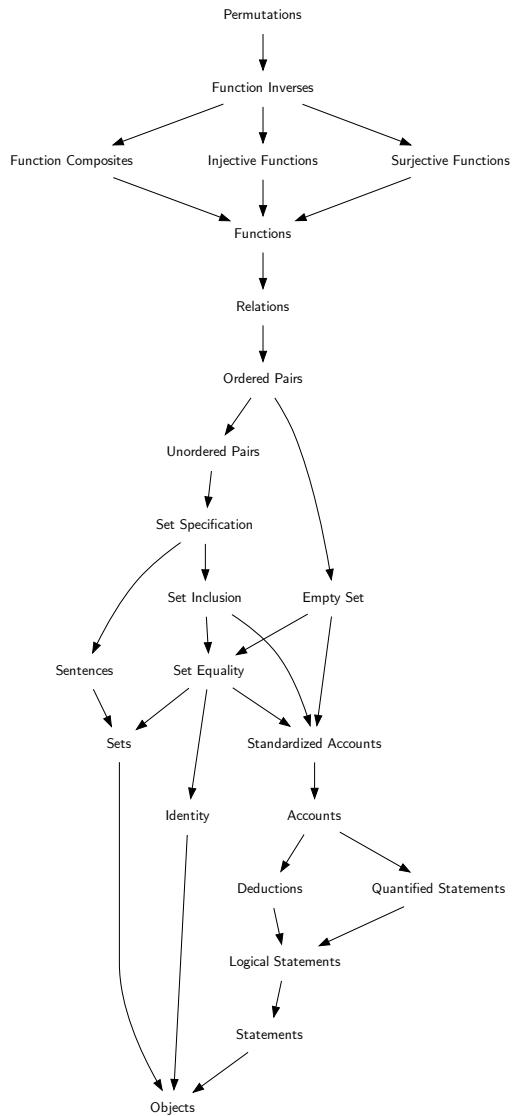 Permutations
Function Inverses
Function Composites
Injective Functions
Surjective Functions
Functions
Relations
Ordered Pairs
Unordered Pairs
Set Specification
Set Inclusion
Empty Set
Sentences
Set Equality
Sets
Standardized Accounts
Identity
Accounts
Deductions
Quantified Statements
Logical Statements
Statements
Objects